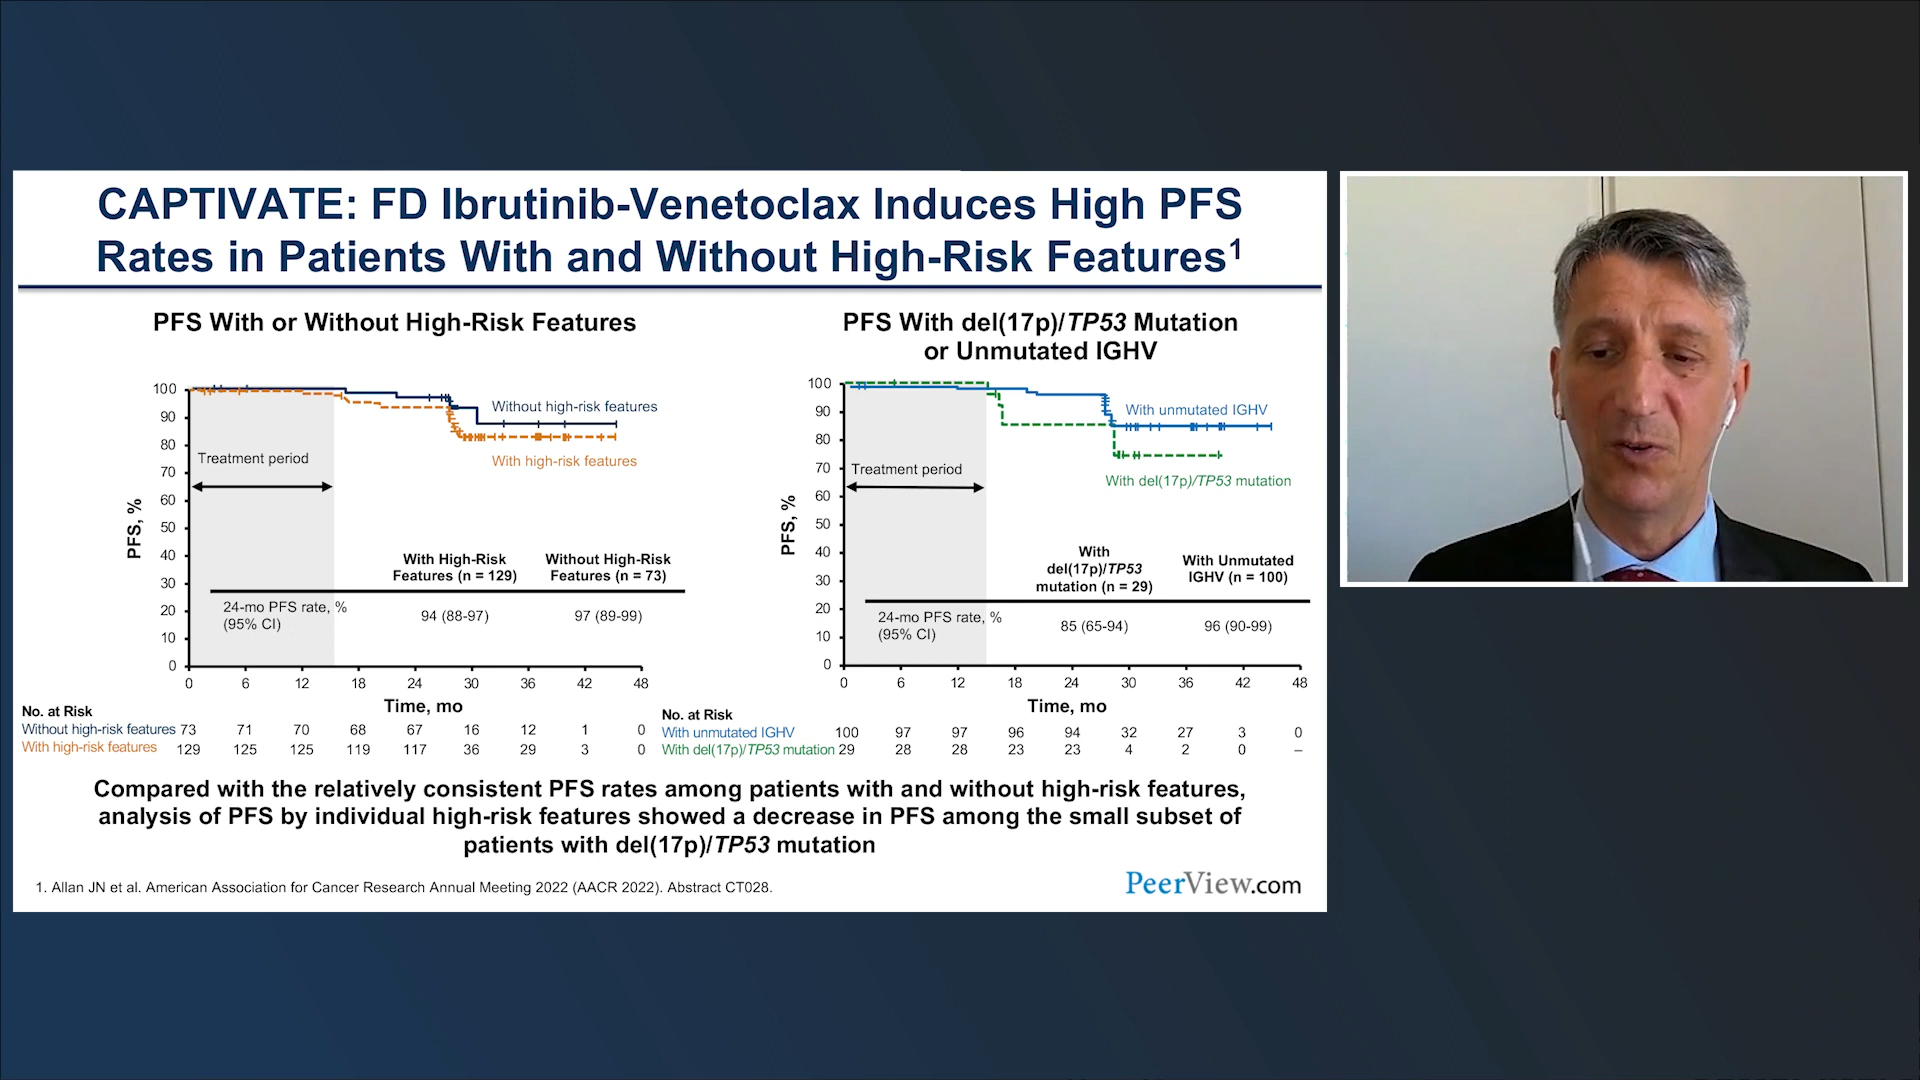 CAPTIVATE: FD Ibrutinib-Venetoclax Induces High PFS
Rates in Patients With and Without High-Risk Features1
PFS With or Without High-Risk Features
100
90
80
70
60
50
40
30
20
10
0
PFS, %
Without high-risk features
With high-risk features
Treatment period
With High-Risk
Features (n = 129)
Without High-Risk
Features (n = 73)
24-mo PFS rate, %
(95% CI)
94 (88-97)
97 (89-99)
0 6 12 18 24 30 36 42 48
Time, mo
No. at Risk
Without high-risk features 73 71 70 68 67 16 12 1 0
With high-risk features 129 125 125 119 117 36 29 3 0
PFS With del(17p)/TP53 Mutation
or Unmutated IGHV
100
90
80
70
60
50
40
30
20
10
0
PFS, %
With unmutated IGHV
With del(17p)/TP53 mutation
Treatment period
With
del(17p)/TP53
mutation (n = 29)
With Unmutated
IGHV (n = 100)
24-mo PFS rate, %
(95% CI)
85 (65-94)
96 (90-99)
0 6 12 18 24 30 36 42 48
Time, mo
No. at Risk
With unmutated IGHV 100 97 97 96 94 32 27 3 0
With del(17p)/TP53 mutation 29 28 28 23 23 4 2 0 –
Compared with the relatively consistent PFS rates among patients with and without high-risk features,
analysis of PFS by individual high-risk features showed a decrease in PFS among the small subset of
patients with del(17p)/TP53 mutation
1. Allan JN et al. American Association for Cancer Research Annual Meeting 2022 (AACR 2022). Abstract CT028.
PeerView.com